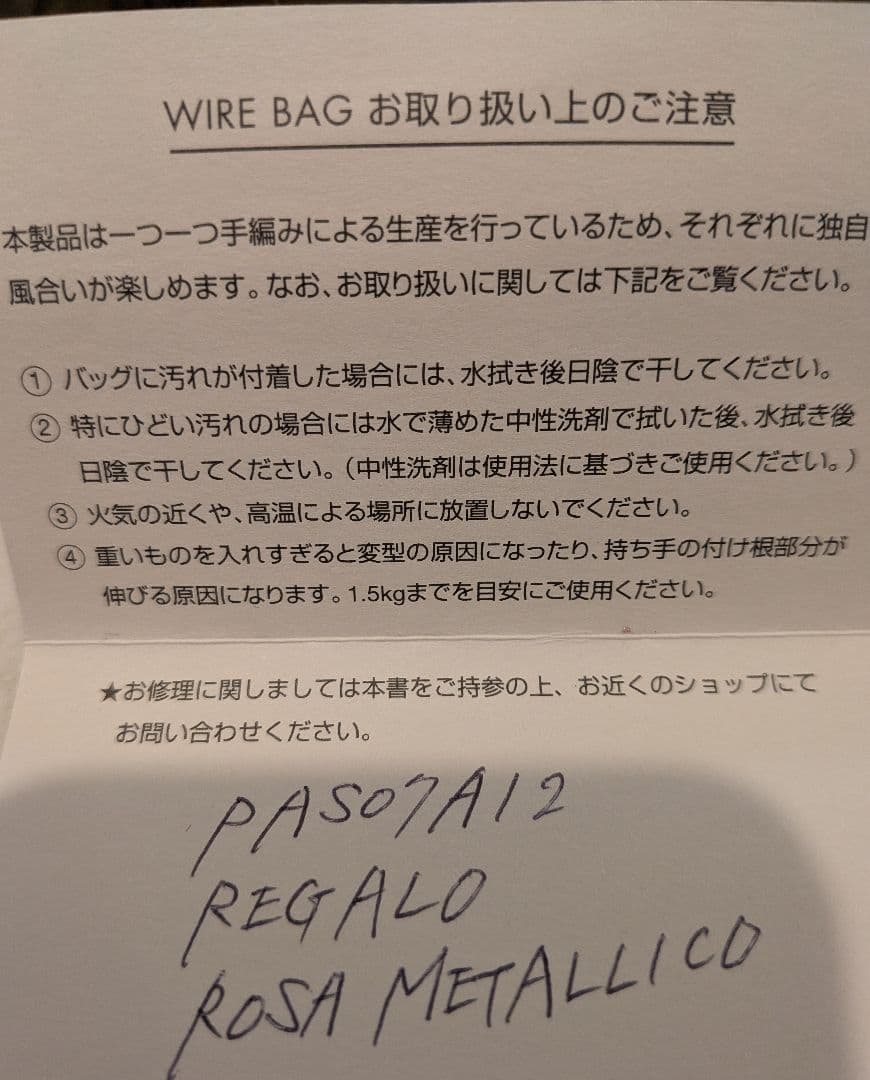 WIRE BAG お取り扱い上のご注意
本製品は一つ一つ手編みによる生産を行っているため、それぞれに独自
風合いが楽しめます。なお、お取り扱いに関しては下記をご覧ください。
① バッグに汚れが付着した場合には、水拭き後日陰で干してください。
② 特にひどい汚れの場合には水で薄めた中性洗剤で拭いた後、水拭き後
日陰で干してください。（中性洗剤は使用法に基づきご使用ください。）
③ 火気の近くや、高温による場所に放置しないでください。
④ 重いものを入れすぎると変型の原因になったり、持ち手の付け根部分が
伸びる原因になります。1.5kgまでを目安にご使用ください。
★お修理に関しましては本書をご持参の上、お近くのショップにて
お問い合わせください。
PAS07A12
REGALO
ROSA METALLICO